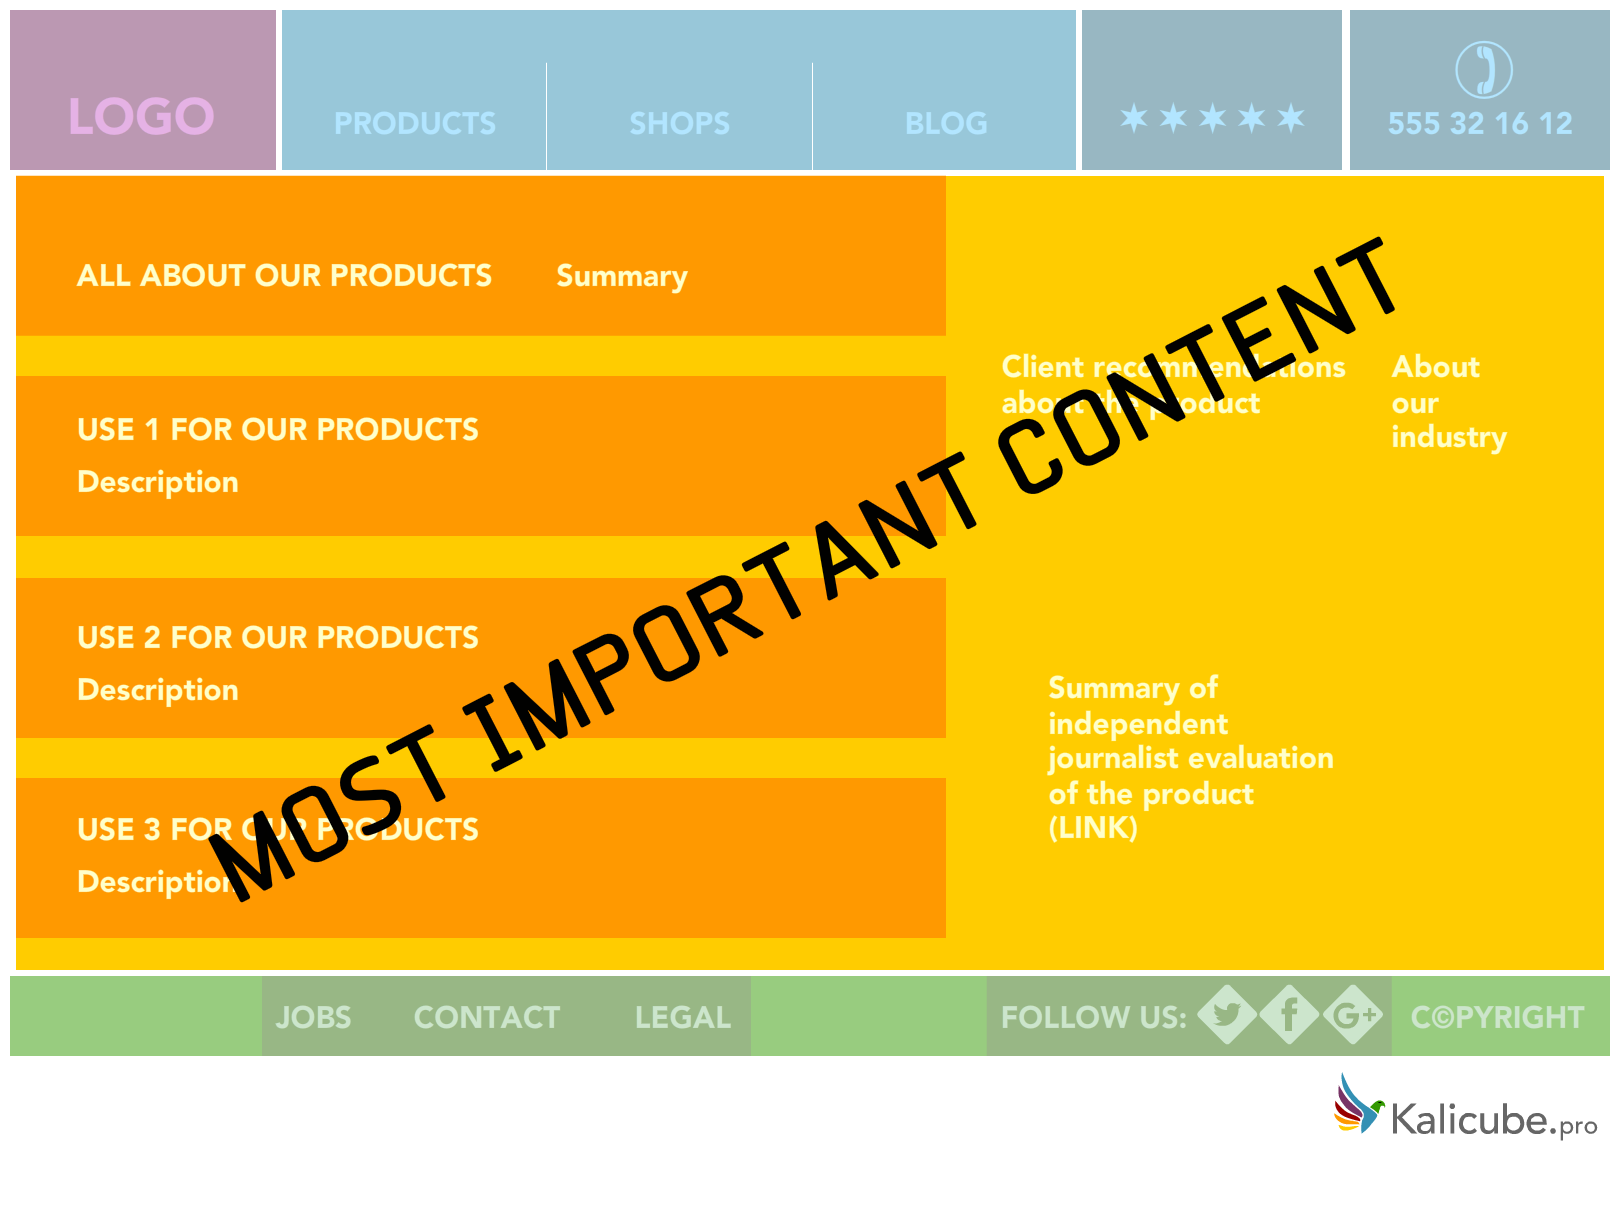 LOGO
PRODUCTS
SHOPS
BLOG
555 32 16 12
ALL ABOUT OUR PRODUCTS Summary
USE 1 FOR OUR PRODUCTS
Description
USE 2 FOR OUR PRODUCTS
Description
USE 3 FOR OUR PRODUCTS
Description
Client recommendations
about the product
About
our
industry
Summary of
independent
journalist evaluation
of the product
(LINK)
MOST IMPORTANT CONTENT
JOBS
CONTACT
LEGAL
FOLLOW US:
C©PYRIGHT
Kalicube.pro